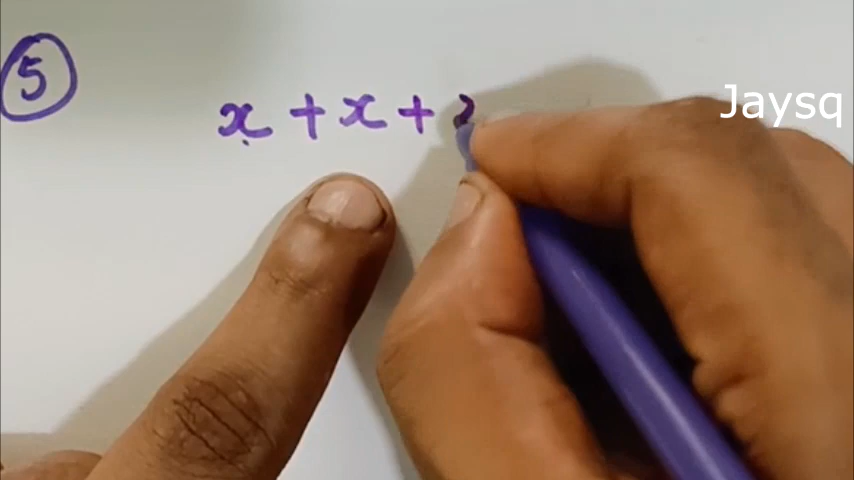 Jaysq
⑤ x + x +